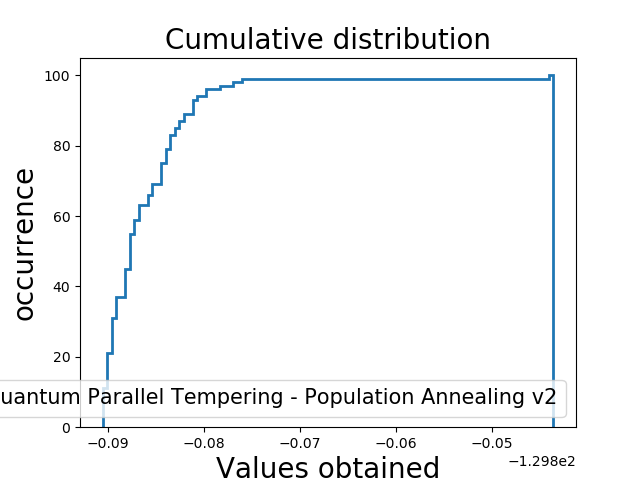 Cumulative distribution
100
80
60
40
20
0
occurrence
uantum Parallel Tempering - Population Annealing v2
−0.09 −0.08 −0.07 −0.06 −0.05
−1.298e2
Values obtained